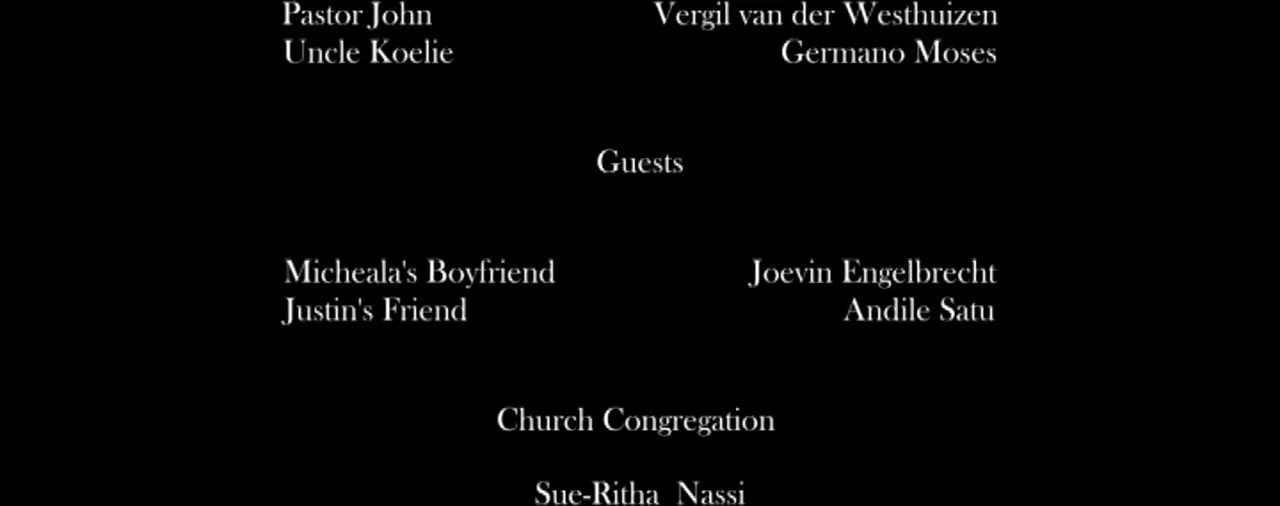 Pastor John Vergil van der Westhuizen
Uncle Koelie Germano Moses
Guests
Micheala's Boyfriend Joevin Engelbrecht
Justin's Friend Andile Satu
Church Congregation
Sue-Ritha Nassi